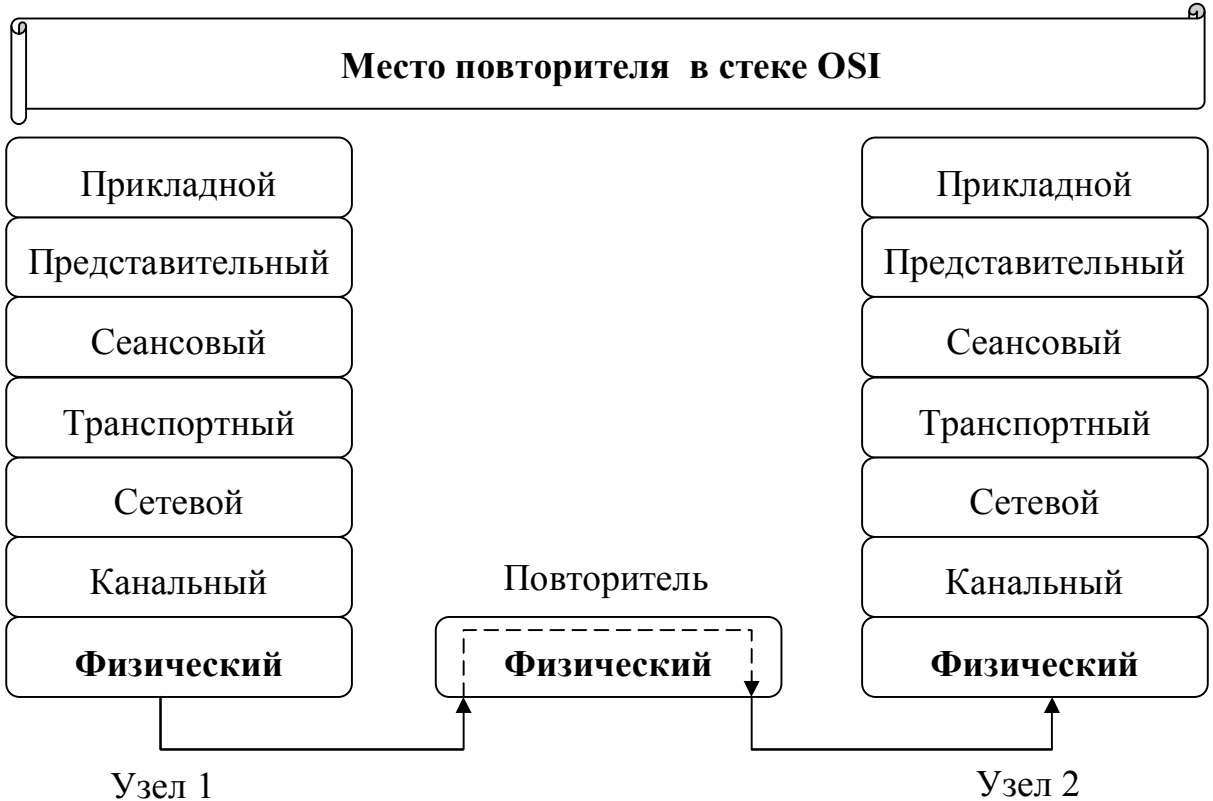 Место повторителя в стеке OSI
Прикладной
Представительный
Сеансовый
Транспортный
Сетевой
Канальный
Физический
Узел 1
Повторитель
Физический
Прикладной
Представительный
Сеансовый
Транспортный
Сетевой
Канальный
Физический
Узел 2